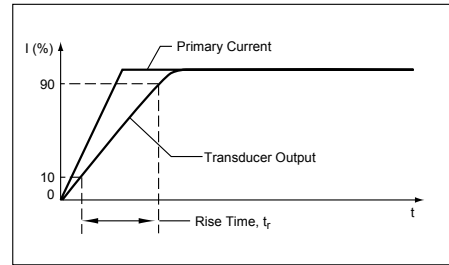 I (%)
Primary Current
90
Transducer Output
10
0
t
Rise Time, tr